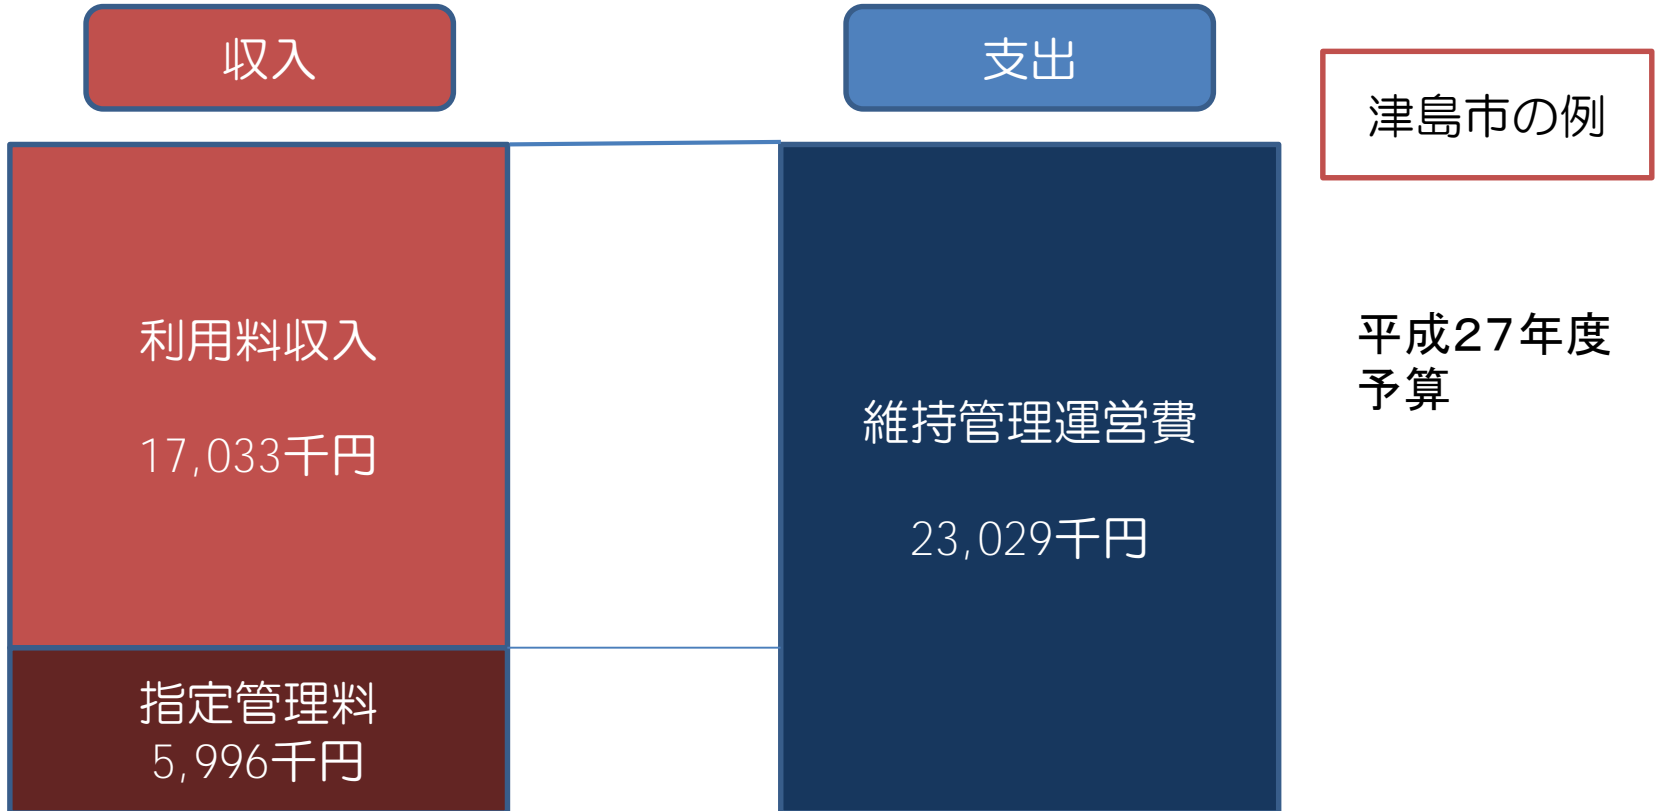 収入
支出
津島市の例
利用料収入
17,033千円
指定管理料
5,996千円
維持管理運営費
23,029千円
平成27年度
予算